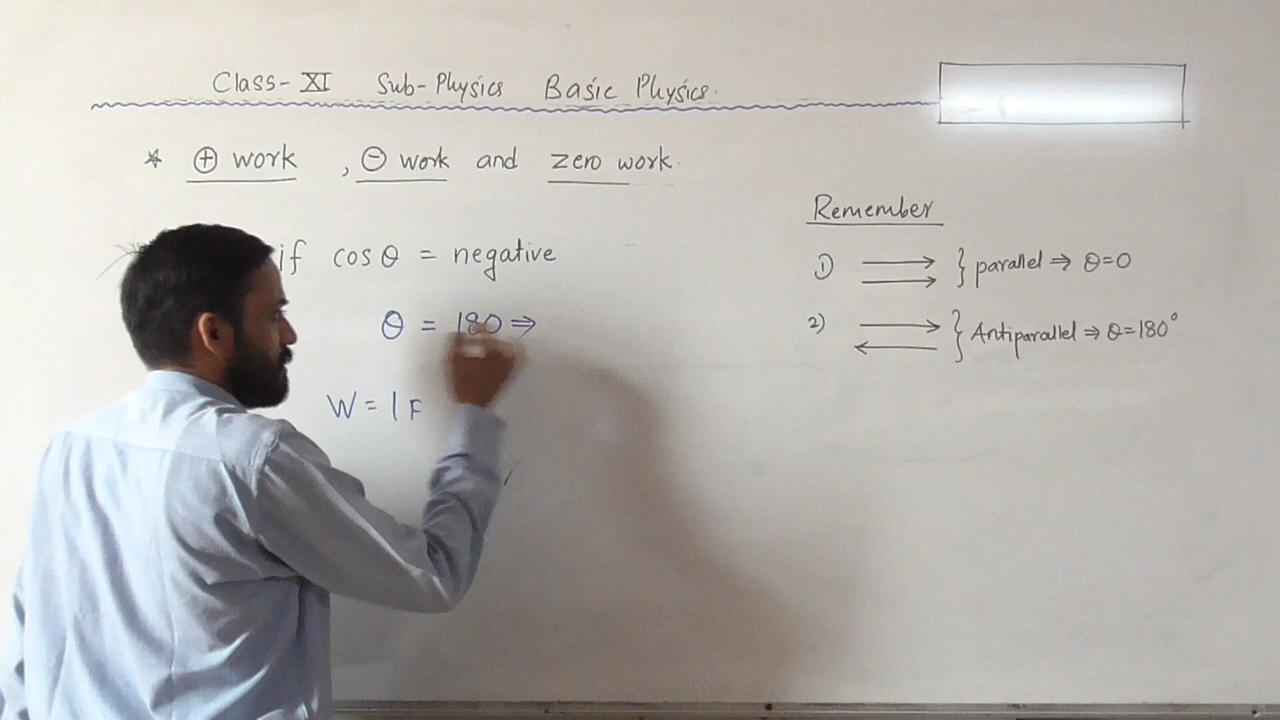 Class- XI Sub-Physics Basic Physics.
* ⊕ work , ⊖ work and zero work.
if cosθ = negative
θ = 180 ⇒
W = | F
Remember
1) } parallel ⇒ θ=0
2) } Antiparallel ⇒ θ=180°